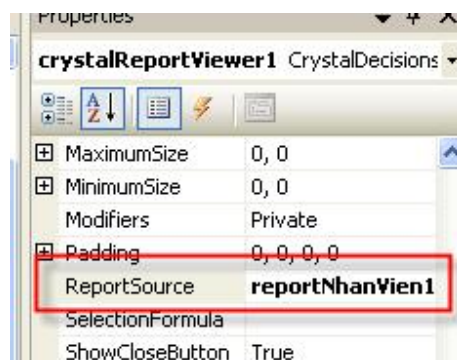 Properties
crystalReportViewer1 CrystalDecisions
MaximumSize 0, 0
MinimumSize 0, 0
Modifiers Private
Padding 0, 0, 0, 0
ReportSource reportNhanVien1
SelectionFormula
ShowCloseButton True